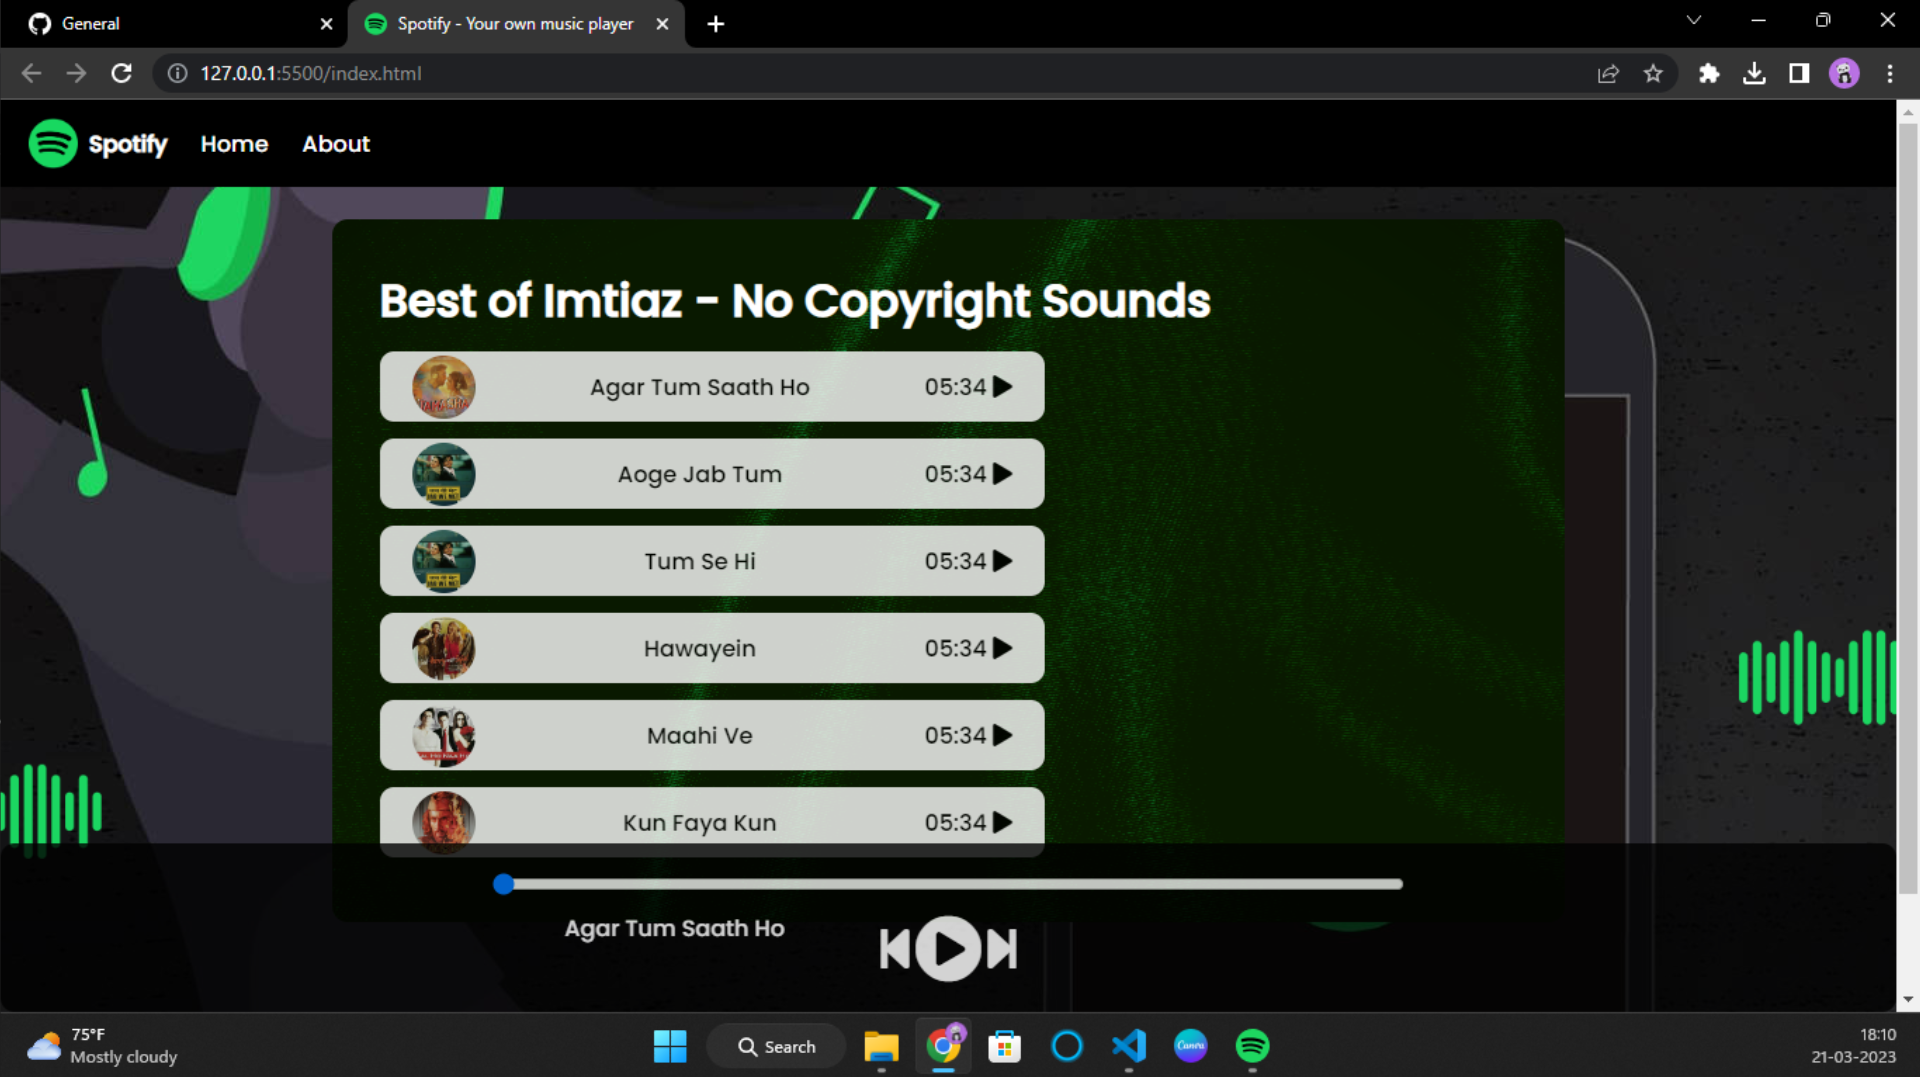 General
Spotify - Your own music player
127.0.0.1:5500/index.html
Spotify Home About
Best of Imtiaz - No Copyright Sounds
Agar Tum Saath Ho 05:34
Aoge Jab Tum 05:34
Tum Se Hi 05:34
Hawayein 05:34
Maahi Ve 05:34
Kun Faya Kun 05:34
Agar Tum Saath Ho
75°F
Mostly cloudy
Search
Canva
18:10
21-03-2023